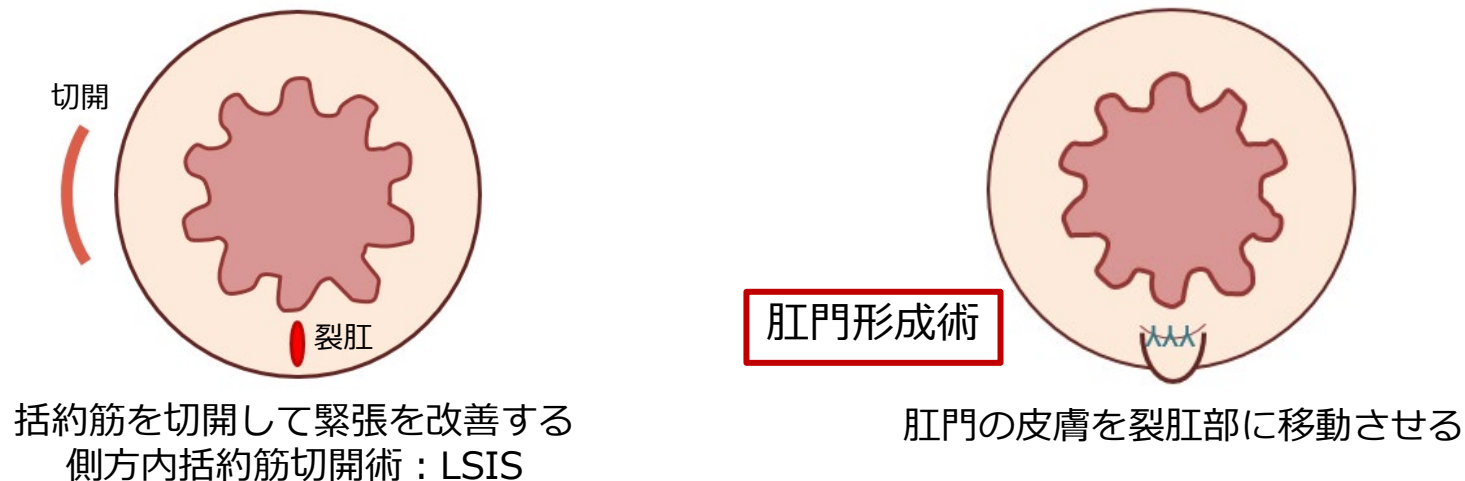 切開
裂肛
括約筋を切開して緊張を改善する
側方内括約筋切開術：LSIS
肛門形成術
肛門の皮膚を裂肛部に移動させる